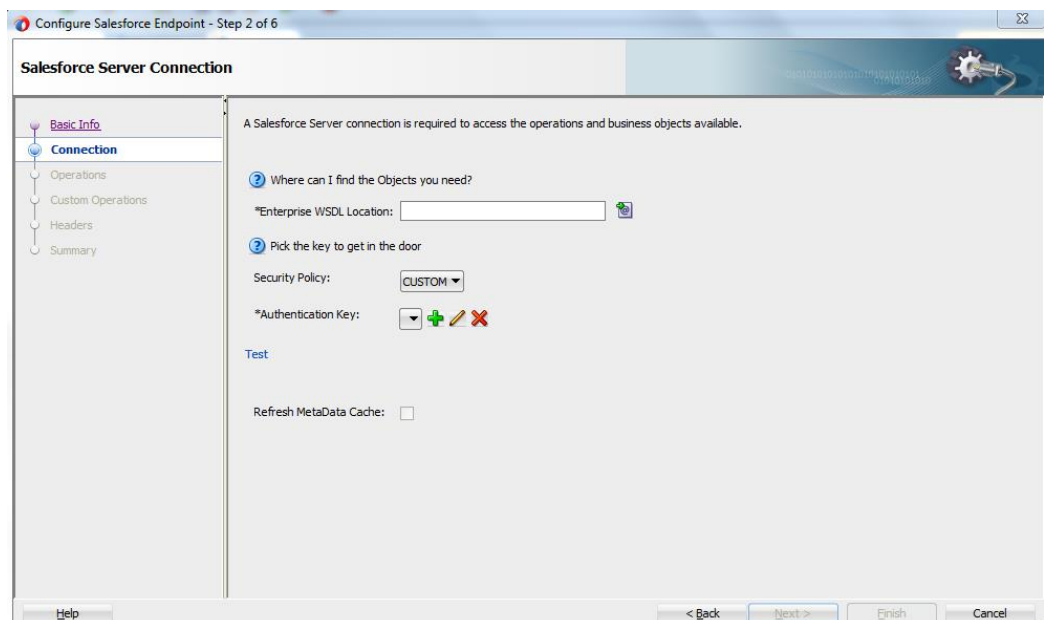 Configure Salesforce Endpoint - Step 2 of 6
Salesforce Server Connection
Basic Info
Connection
Operations
Custom Operations
Headers
Summary
A Salesforce Server connection is required to access the operations and business objects available.
Where can I find the Objects you need?
*Enterprise WSDL Location:
Pick the key to get in the door
Security Policy: CUSTOM
*Authentication Key:
Test
Refresh MetaData Cache:
Help < Back Next > Finish Cancel